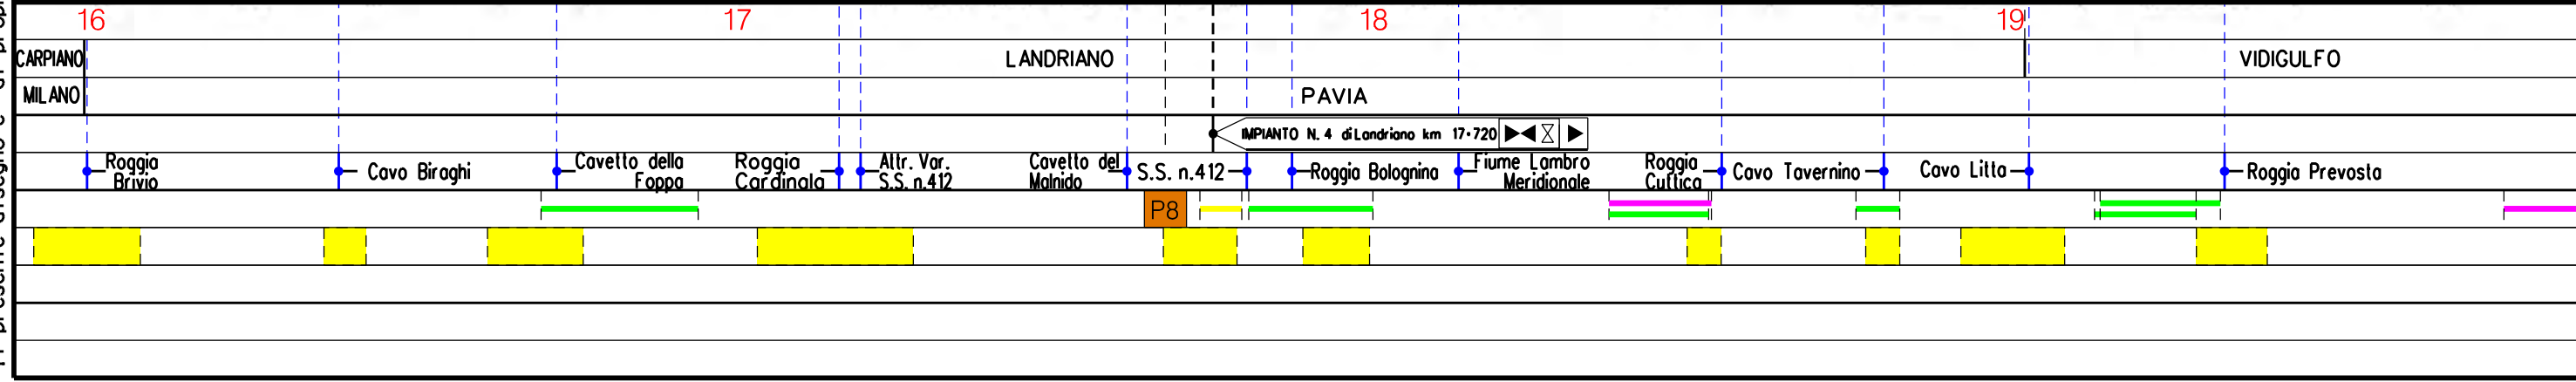 16 17 18 19
CARPIANO LANDRIANO VIDIGULFO
MILANO PAVIA
IMPIANTO N. 4 di Landriano km 17+720
Roggia
Brivio
Cavo Biraghi
Cavetto della
Foppa
Roggia
Cardinala
Attr. Var.
S.S. n.412
Cavetto del
Malnido
S.S. n.412
Roggia Bolognina
Fiume Lambro
Meridionale
Roggia
Cuttica
Cavo Tavernino
Cavo Litta
Roggia Prevosta
P8